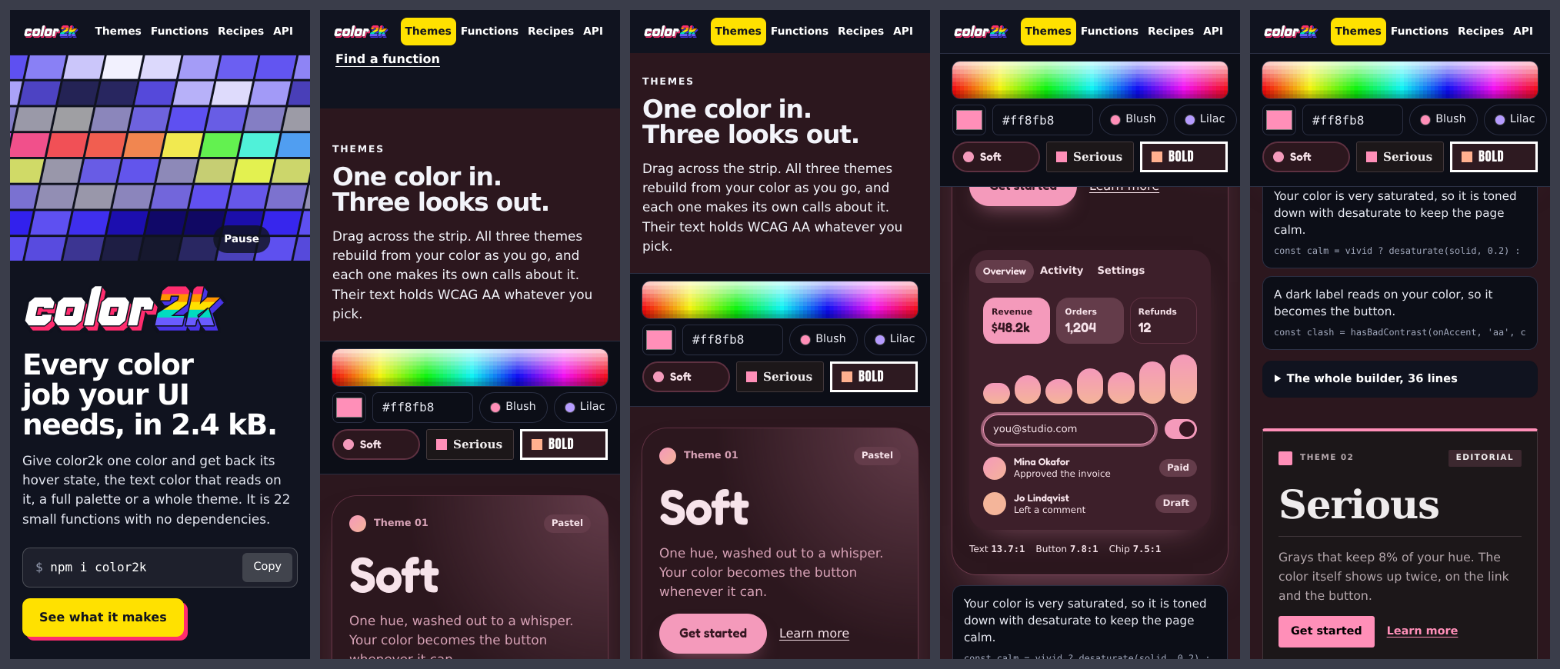 color2k Themes Functions Recipes API
Pause
color2k
Every color
job your UI
needs, in 2.4 kB.
Give color2k one color and get back its
hover state, the text color that reads on
it, a full palette or a whole theme. It is 22
small functions with no dependencies.
$ npm i color2k Copy
See what it makes
color2k Themes Functions Recipes API
Find a function
THEMES
One color in.
Three looks out.
Drag across the strip. All three themes
rebuild from your color as you go, and
each one makes its own calls about it.
Their text holds WCAG AA whatever you
pick.
#ff8fb8 Blush Lilac
Soft Serious BOLD
Theme 01 Pastel
Soft
One hue, washed out to a whisper.
Your color becomes the button
whenever it can.
color2k Themes Functions Recipes API
THEMES
One color in.
Three looks out.
Drag across the strip. All three themes
rebuild from your color as you go, and
each one makes its own calls about it.
Their text holds WCAG AA whatever you
pick.
#ff8fb8 Blush Lilac
Soft Serious BOLD
Theme 01 Pastel
Soft
One hue, washed out to a whisper.
Your color becomes the button
whenever it can.
Get started Learn more
color2k Themes Functions Recipes API
#ff8fb8 Blush Lilac
Soft Serious BOLD
Get started Learn more
Overview Activity Settings
Revenue Orders Refunds
$48.2k 1,204 12
you@studio.com
Mina Okafor
Approved the invoice
Paid
Jo Lindqvist
Left a comment
Draft
Text 13.7:1 Button 7.8:1 Chip 7.5:1
Your color is very saturated, so it is toned
down with desaturate to keep the page
calm.
const calm = vivid ? desaturate(solid, 0.2) :
color2k Themes Functions Recipes API
#ff8fb8 Blush Lilac
Soft Serious BOLD
Your color is very saturated, so it is toned
down with desaturate to keep the page
calm.
const calm = vivid ? desaturate(solid, 0.2) :
A dark label reads on your color, so it
becomes the button.
const clash = hasBadContrast(onAccent, 'aa', c
The whole builder, 36 lines
THEME 02 EDITORIAL
Serious
Grays that keep 8% of your hue. The
color itself shows up twice, on the link
and the button.
Get started Learn more